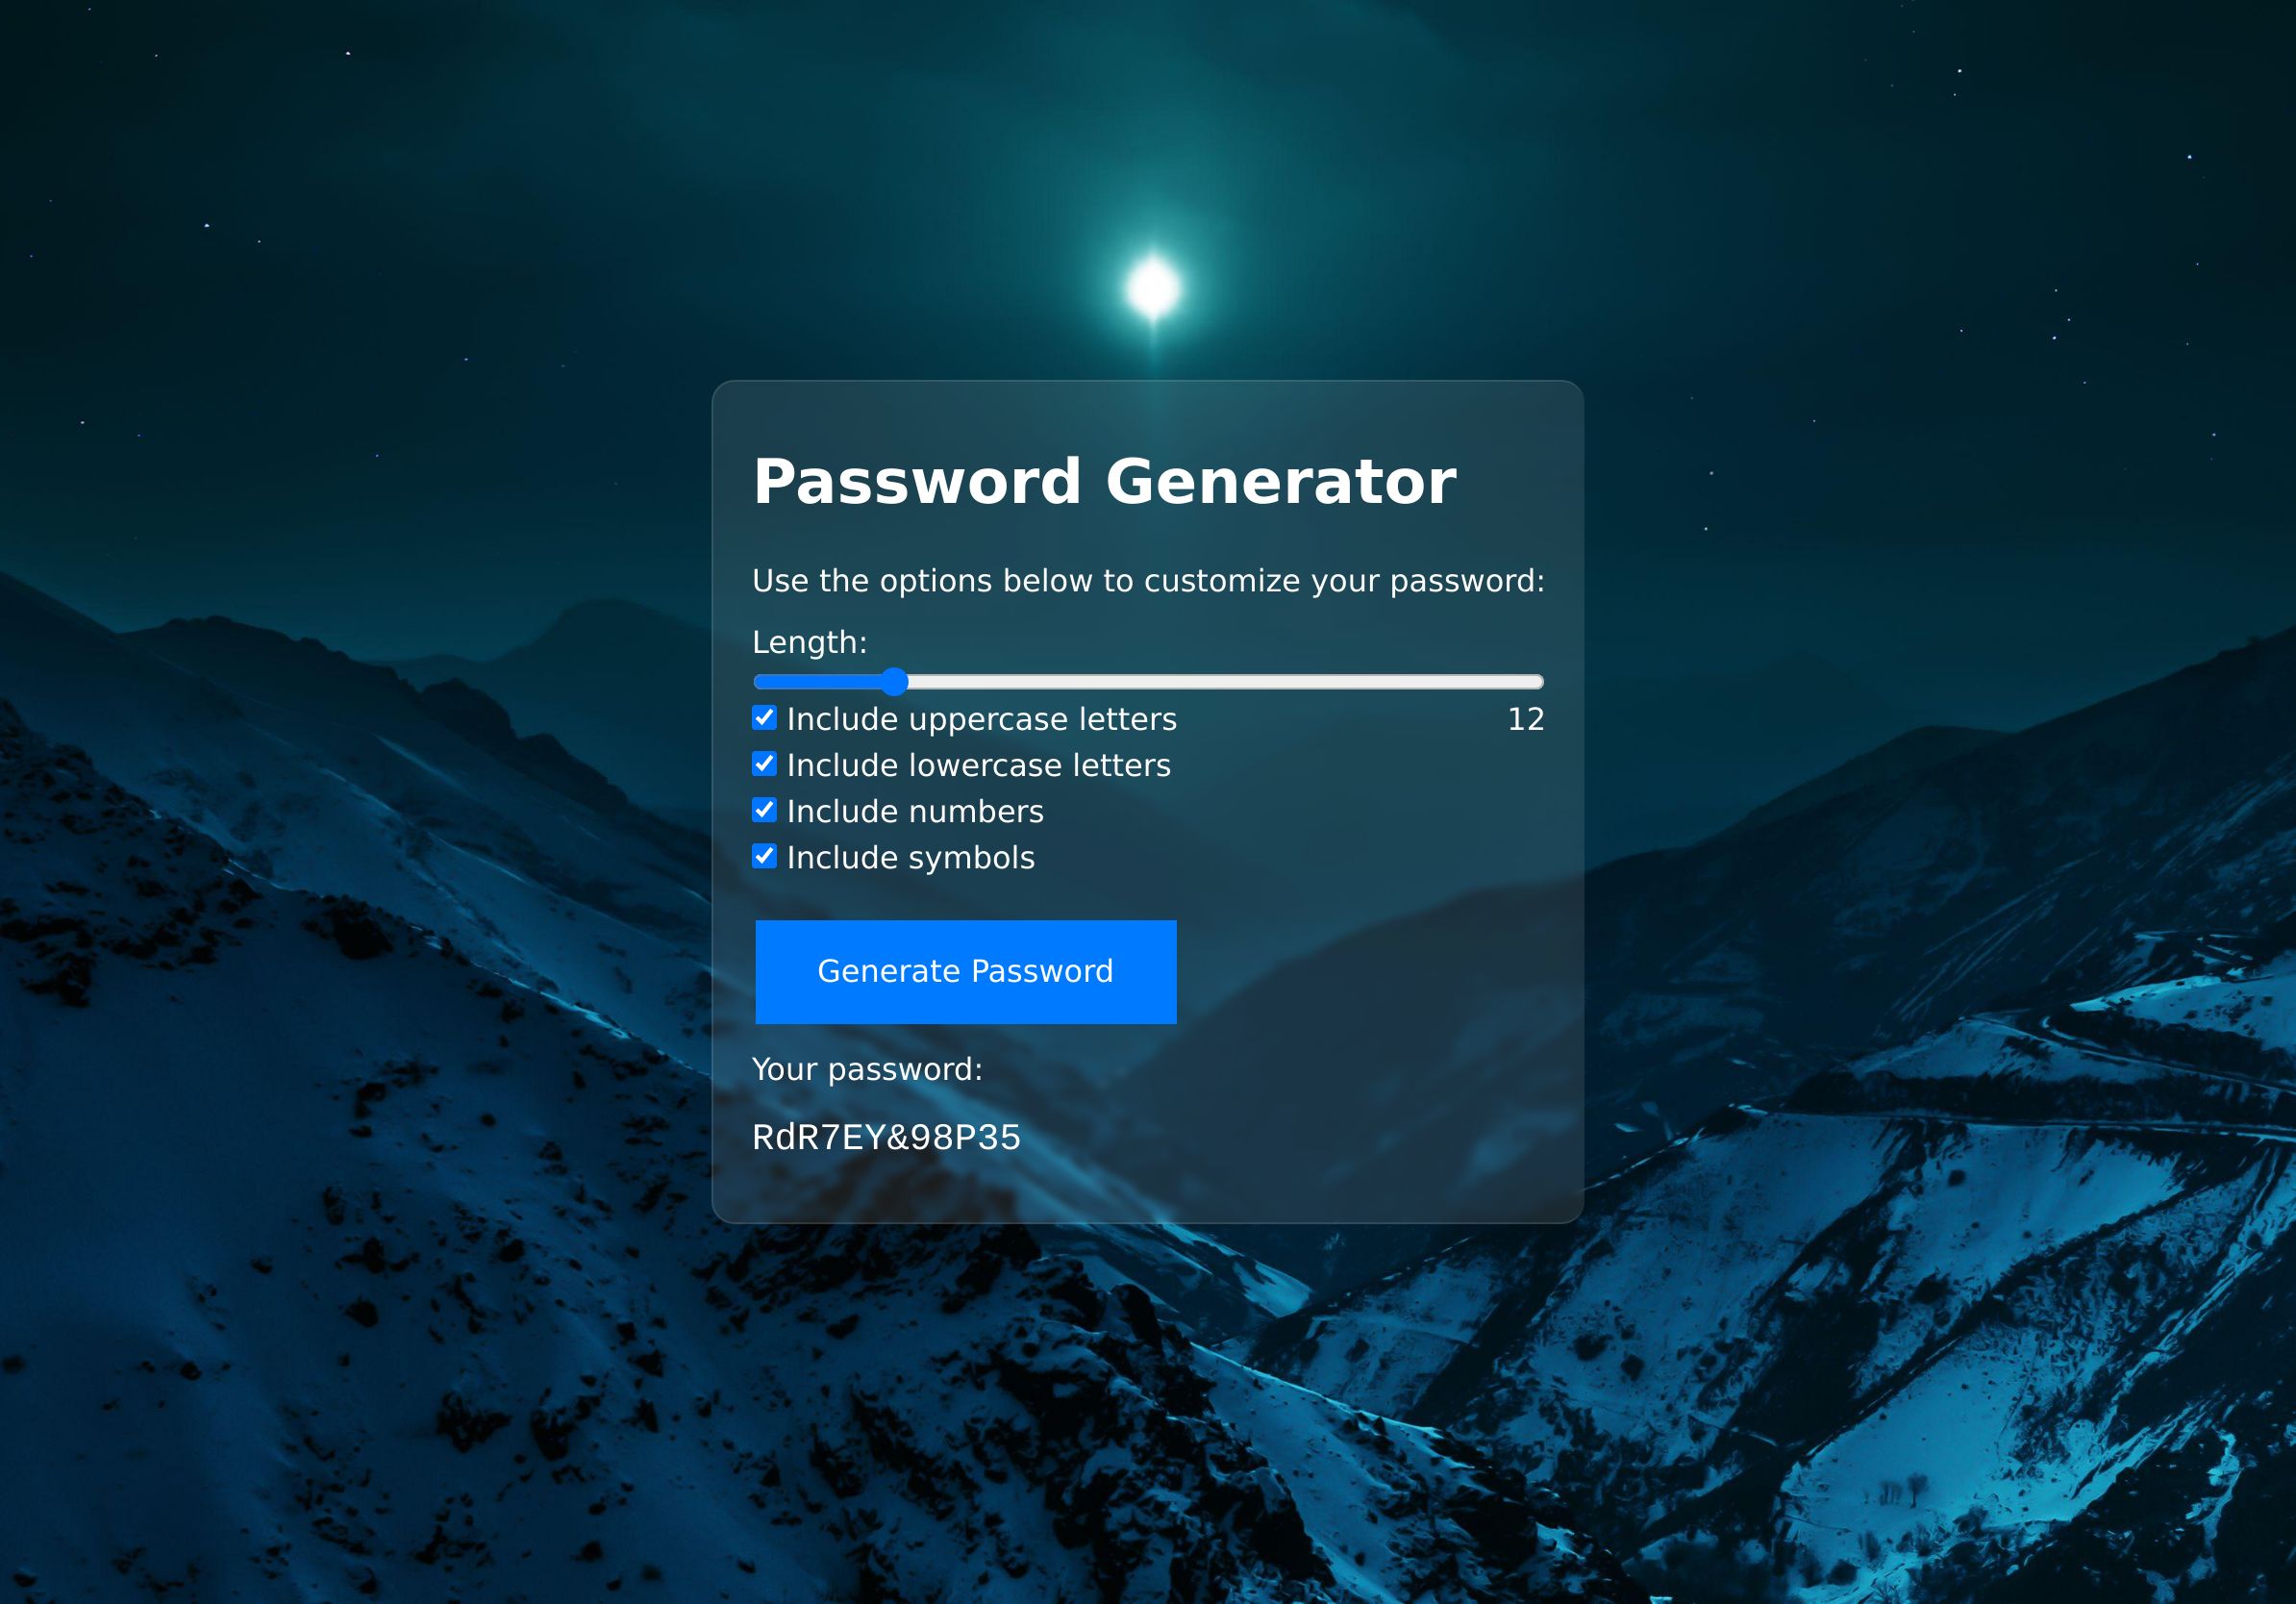 Password Generator
Use the options below to customize your password:
Length:
Include uppercase letters 12
Include lowercase letters
Include numbers
Include symbols
Generate Password
Your password:
RdR7EY&98P35